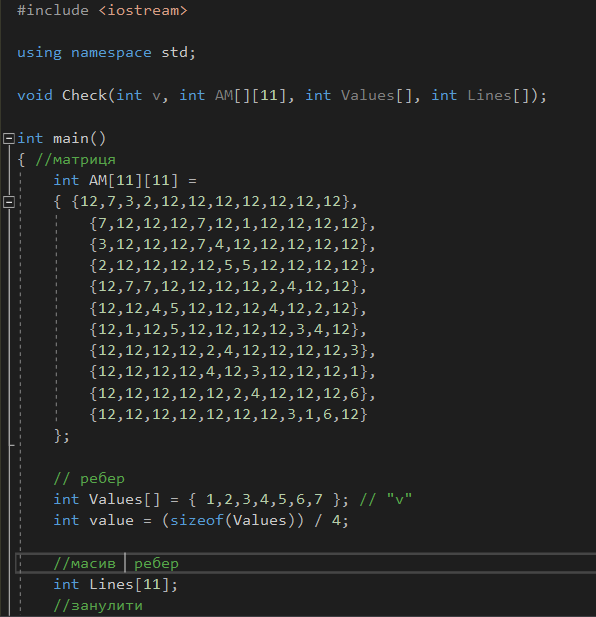 #include <iostream>
using namespace std;
void Check(int v, int AM[][11], int Values[], int Lines[]);
int main()
{ //матриця
int AM[11][11] =
{ {12,7,3,2,12,12,12,12,12,12,12},
{7,12,12,12,7,12,1,12,12,12,12},
{3,12,12,12,7,4,12,12,12,12,12},
{2,12,12,12,12,5,5,12,12,12,12},
{12,7,7,12,12,12,12,2,4,12,12},
{12,12,4,5,12,12,12,4,12,2,12},
{12,1,12,5,12,12,12,12,3,4,12},
{12,12,12,12,2,4,12,12,12,12,3},
{12,12,12,12,4,12,3,12,12,12,1},
{12,12,12,12,12,2,4,12,12,12,6},
{12,12,12,12,12,12,12,3,1,6,12}
};
// ребер
int Values[] = { 1,2,3,4,5,6,7 }; // "v"
int value = (sizeof(Values)) / 4;
//масив ребер
int Lines[11];
//занулити